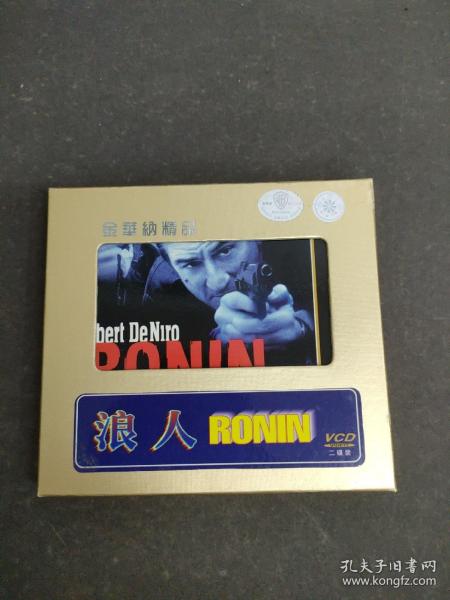 金華納精品
bert DeNiro
RONIN
浪人 RONIN
VCD
二碟裝
孔夫子旧书网
www.kongfz.com